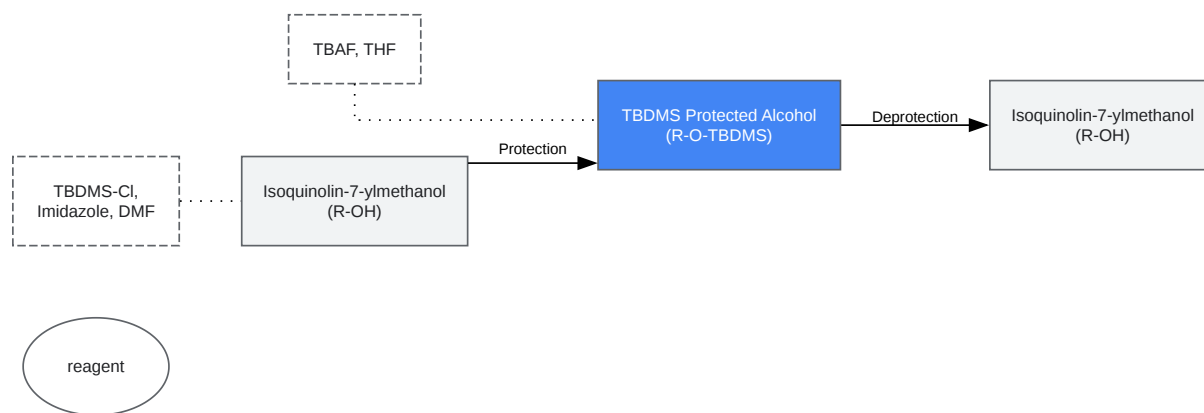 TBAF, THF
TBDMS Protected Alcohol
(R-O-TBDMS)
Deprotection
Isoquinolin-7-ylmethanol
(R-OH)
Protection
TBDMS-Cl,
Imidazole, DMF
Isoquinolin-7-ylmethanol
(R-OH)
reagent